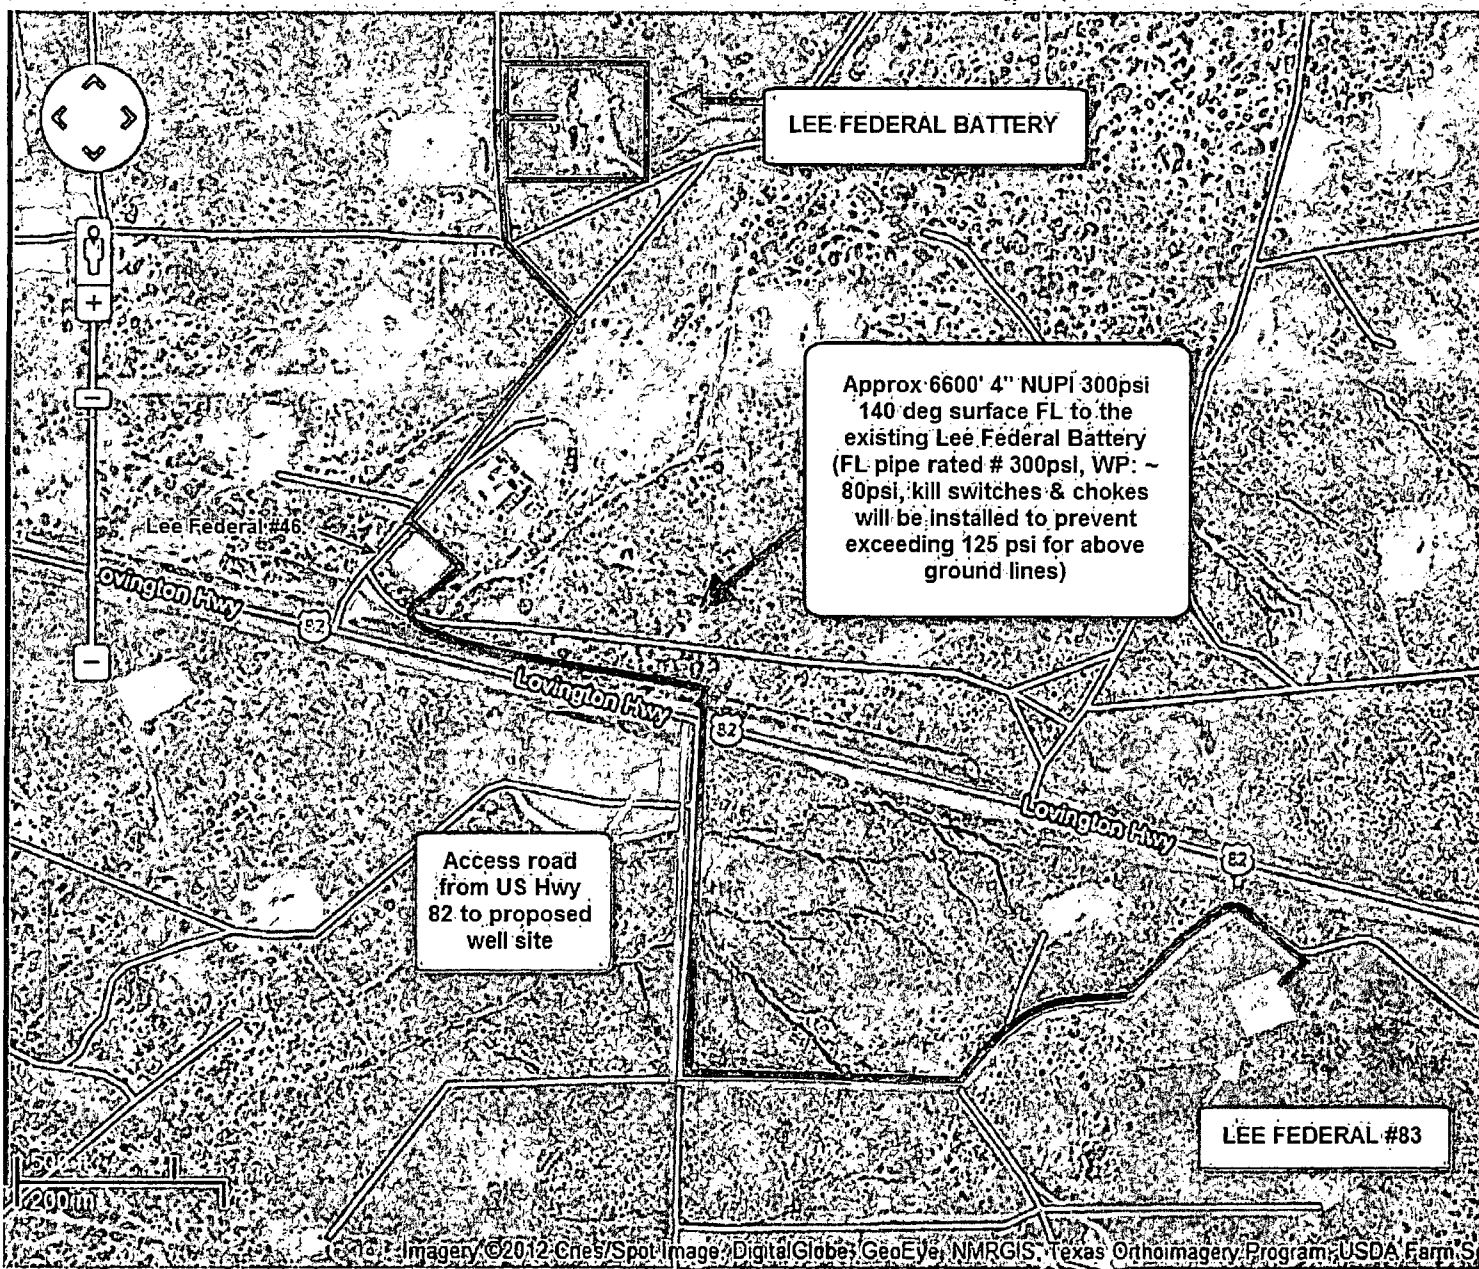 LEE FEDERAL BATTERY
Approx 6600' 4" NUPI 300psi
140 deg surface FL to the
existing Lee Federal Battery
(FL pipe rated # 300psi, WP: ~
80psi, kill switches & chokes
will be installed to prevent
exceeding 125 psi for above
ground lines)
Lee Federal #46
Lovington Hwy
82
Lovington Hwy
82
Lovington Hwy
82
Access road
from US Hwy
82 to proposed
well site
LEE FEDERAL #83
200 m
Imagery ©2012 Cnes/Spot Image, DigitalGlobe, GeoEye, NMRGIS, Texas Orthoimagery Program, USDA Farm S